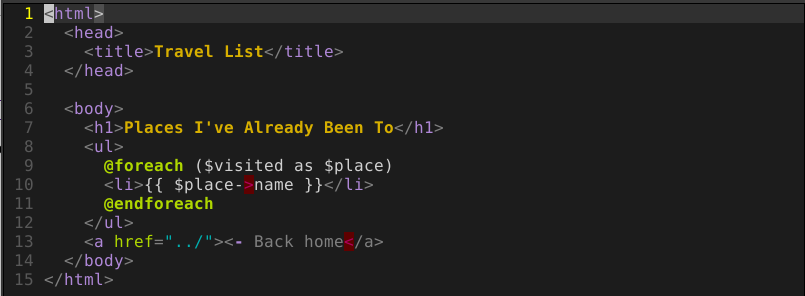 1 <html>
2   <head>
3     <title>Travel List</title>
4   </head>
5
6   <body>
7     <h1>Places I've Already Been To</h1>
8     <ul>
9       @foreach ($visited as $place)
10       <li>{{ $place->name }}</li>
11       @endforeach
12     </ul>
13     <a href="../"><- Back home</a>
14   </body>
15 </html>